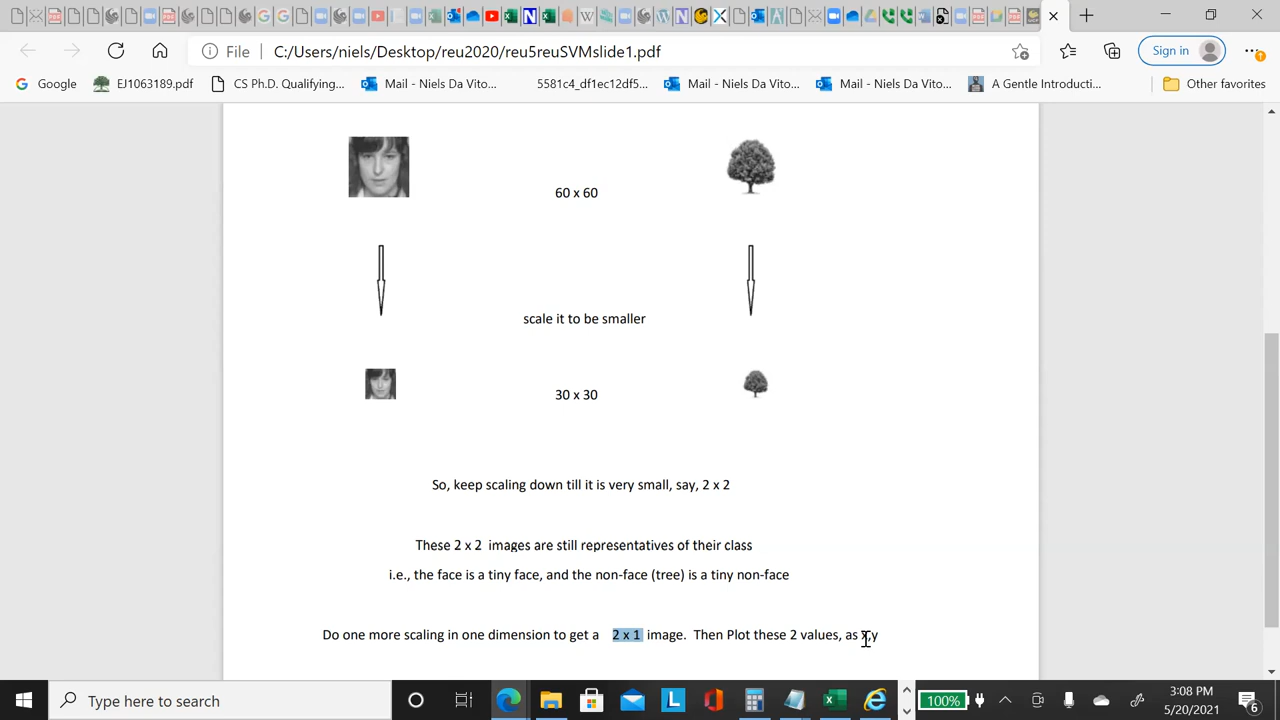 File C:/Users/niels/Desktop/reu2020/reu5reuSVMslide1.pdf
Sign in
Google EJ1063189.pdf CS Ph.D. Qualifying... Mail - Niels Da Vito... 5581c4_df1ec12df5... Mail - Niels Da Vito... Mail - Niels Da Vito... A Gentle Introducti... Other favorites
60 x 60
scale it to be smaller
30 x 30
So, keep scaling down till it is very small, say, 2 x 2
These 2 x 2 images are still representatives of their class
i.e., the face is a tiny face, and the non-face (tree) is a tiny non-face
Do one more scaling in one dimension to get a 2 x 1 image. Then Plot these 2 values, as x,y
Type here to search
100%
3:08 PM
5/20/2021
6